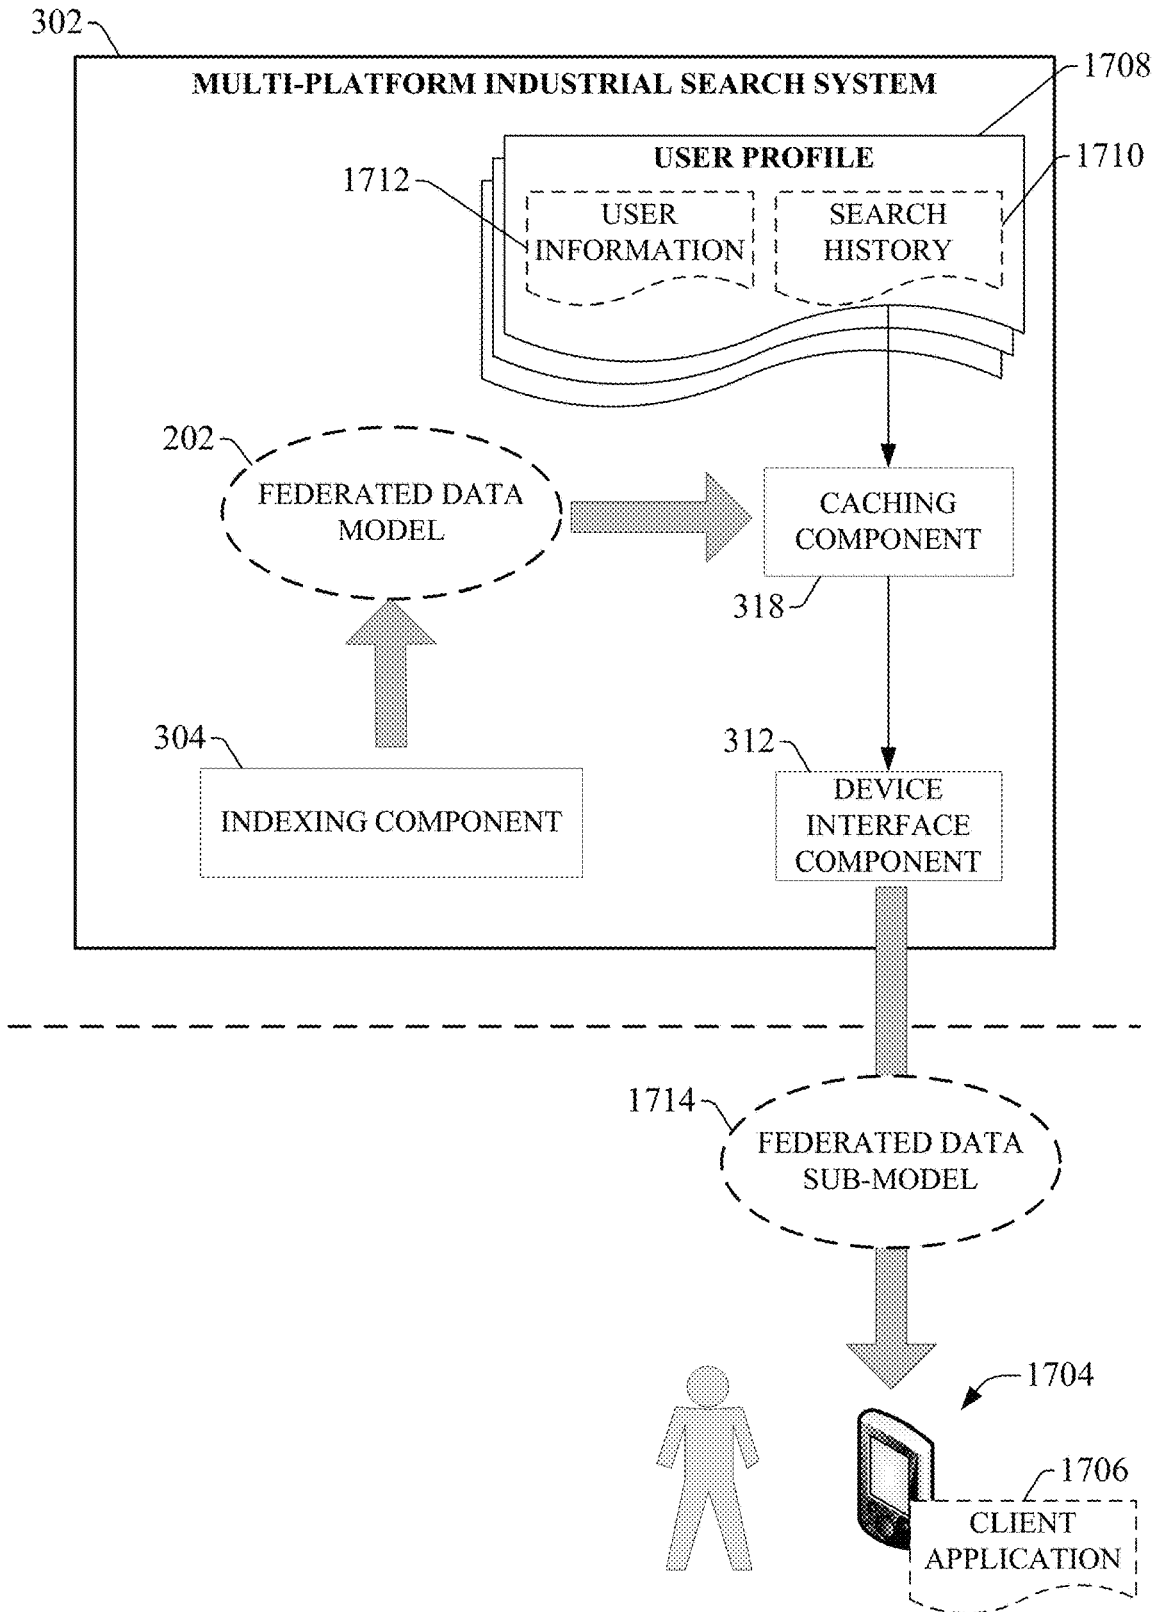 302
MULTI-PLATFORM INDUSTRIAL SEARCH SYSTEM
1708
USER PROFILE
1710
1712
USER
INFORMATION
SEARCH
HISTORY
202
FEDERATED DATA
MODEL
CACHING
COMPONENT
318
304
INDEXING COMPONENT
312
DEVICE
INTERFACE
COMPONENT
1714
FEDERATED DATA
SUB-MODEL
1704
1706
CLIENT
APPLICATION